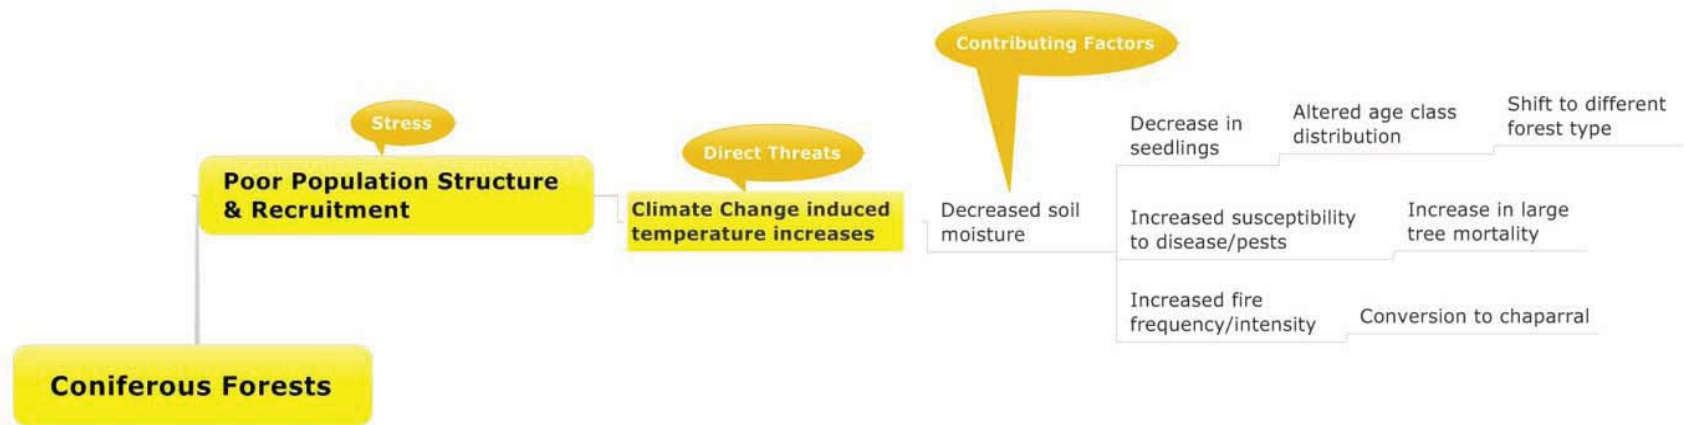 Contributing Factors
Stress
Direct Threats
Poor Population Structure
& Recruitment
Climate Change induced
temperature increases
Decreased soil
moisture
Decrease in
seedlings
Altered age class
distribution
Shift to different
forest type
Increased susceptibility
to disease/pests
Increase in large
tree mortality
Increased fire
frequency/intensity
Conversion to chaparral
Coniferous Forests